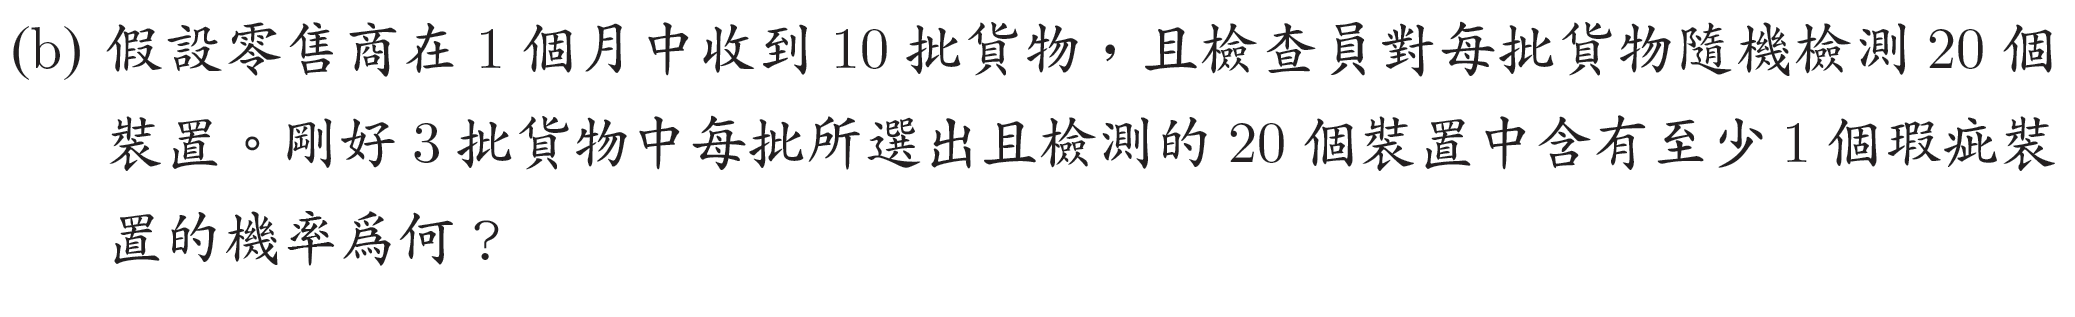 (b) 假設零售商在 1 個月中收到 10 批貨物，且檢查員對每批貨物隨機檢測 20 個
裝置。剛好 3 批貨物中每批所選出且檢測的 20 個裝置中含有至少 1 個瑕疵裝
置的機率爲何？